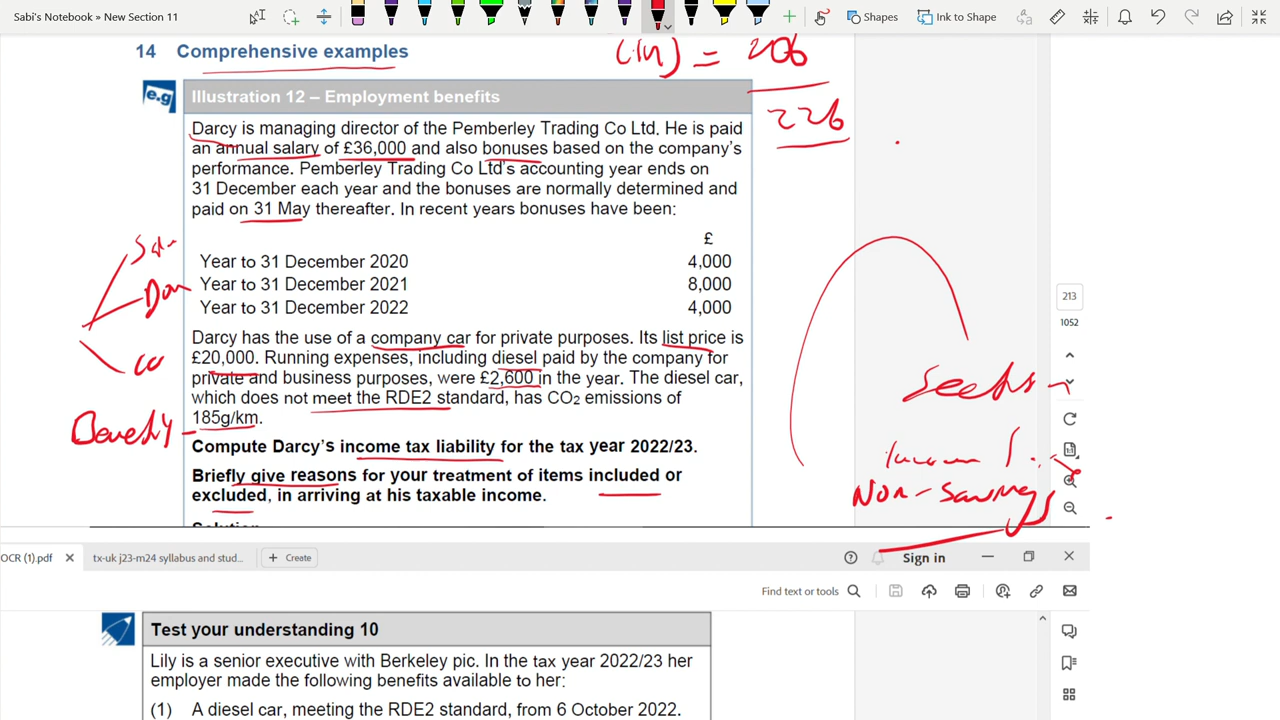 Sabi's Notebook » New Section 11
Shapes
Ink to Shape
14 Comprehensive examples
(14) = 206
226
e.g
Illustration 12 – Employment benefits
Darcy is managing director of the Pemberley Trading Co Ltd. He is paid
an annual salary of £36,000 and also bonuses based on the company's
performance. Pemberley Trading Co Ltd's accounting year ends on
31 December each year and the bonuses are normally determined and
paid on 31 May thereafter. In recent years bonuses have been:
£
Year to 31 December 2020 4,000
Year to 31 December 2021 8,000
Year to 31 December 2022 4,000
Darcy has the use of a company car for private purposes. Its list price is
£20,000. Running expenses, including diesel paid by the company for
private and business purposes, were £2,600 in the year. The diesel car,
which does not meet the RDE2 standard, has CO2 emissions of
185g/km.
Compute Darcy's income tax liability for the tax year 2022/23.
Briefly give reasons for your treatment of items included or
excluded, in arriving at his taxable income.
Solution
213
1052
Non-Savings
OCR (1).pdf
tx-uk j23-m24 syllabus and stud...
+ Create
Sign in
Find text or tools
Test your understanding 10
Lily is a senior executive with Berkeley pic. In the tax year 2022/23 her
employer made the following benefits available to her:
(1) A diesel car, meeting the RDE2 standard, from 6 October 2022.